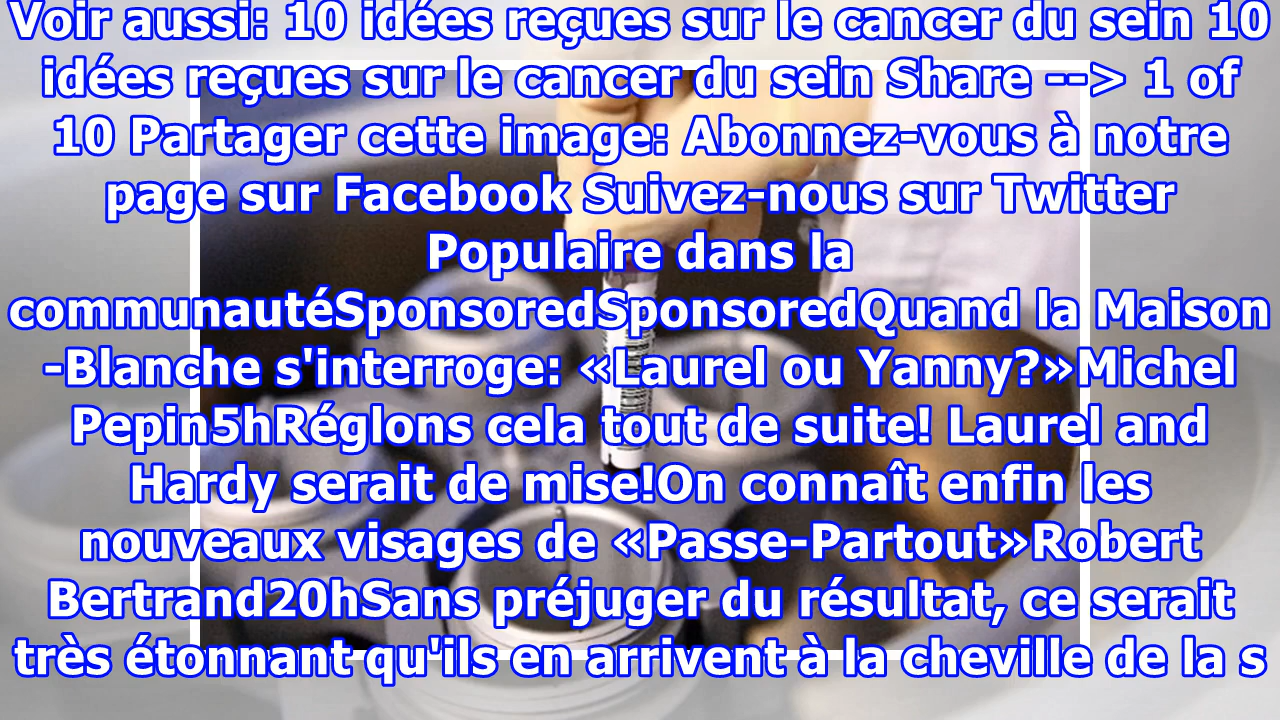 Voir aussi: 10 idées reçues sur le cancer du sein 10
idées reçues sur le cancer du sein Share --> 1 of
10 Partager cette image: Abonnez-vous à notre
page sur Facebook Suivez-nous sur Twitter
Populaire dans la
communautéSponsoredSponsoredQuand la Maison
-Blanche s'interroge: «Laurel ou Yanny?»Michel
Pepin5hRéglons cela tout de suite! Laurel and
Hardy serait de mise!On connaît enfin les
nouveaux visages de «Passe-Partout»Robert
Bertrand20hSans préjuger du résultat, ce serait
très étonnant qu'ils en arrivent à la cheville de la s